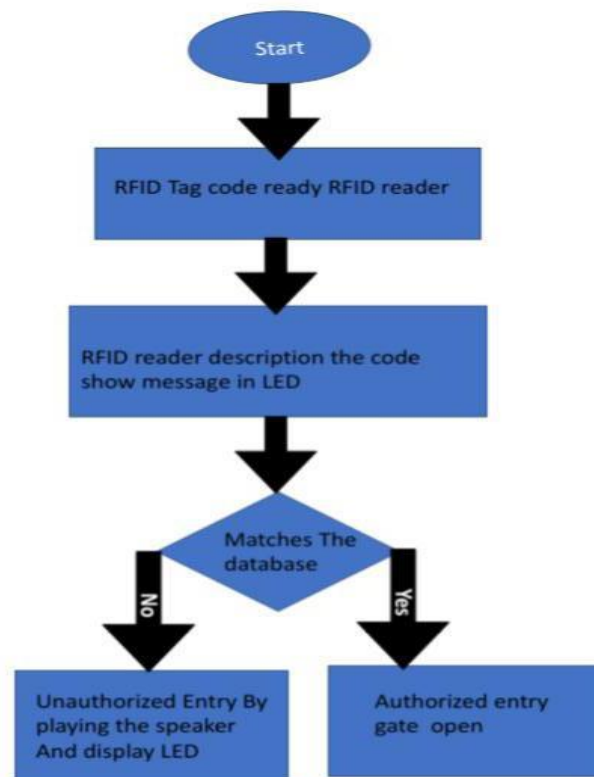 Start
RFID Tag code ready RFID reader
RFID reader description the code
show message in LED
Matches The
database
No
Yes
Unauthorized Entry By
playing the speaker
And display LED
Authorized entry
gate open